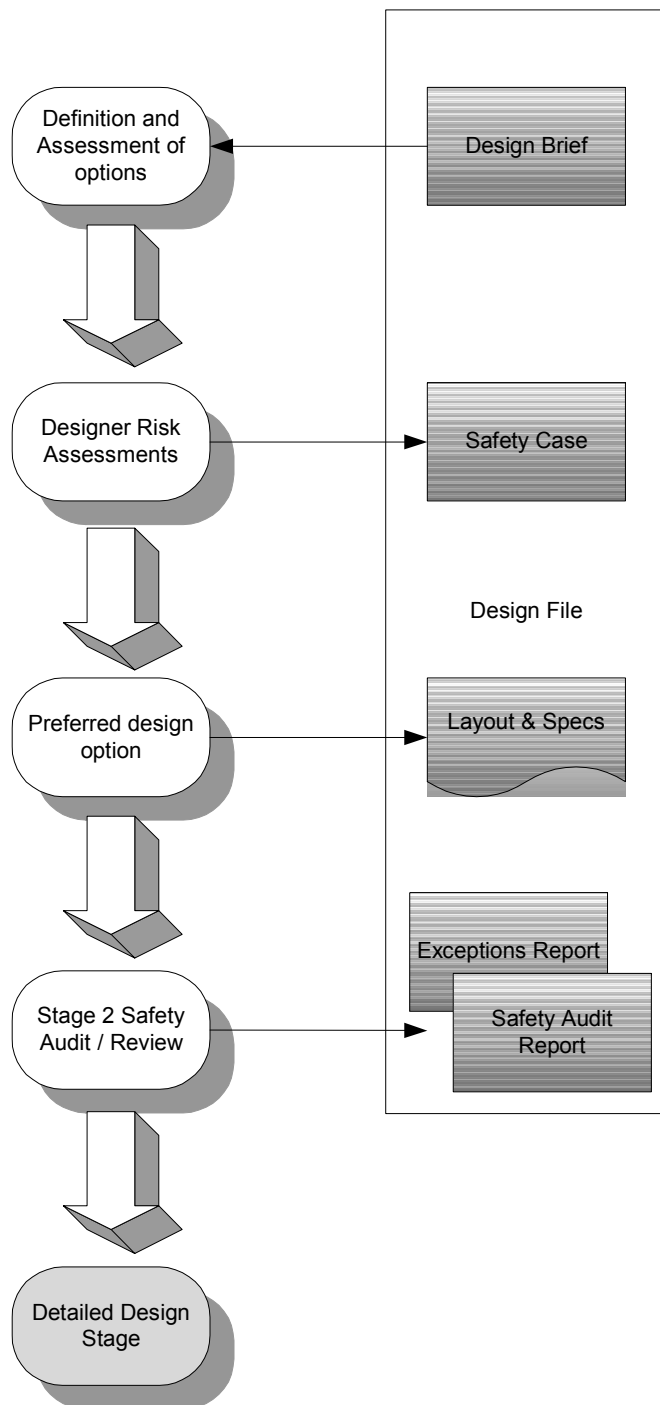 Definition and
Assessment of
options
Design Brief
Designer Risk
Assessments
Safety Case
Design File
Preferred design
option
Layout & Specs
Exceptions Report
Stage 2 Safety
Audit / Review
Safety Audit
Report
Detailed Design
Stage